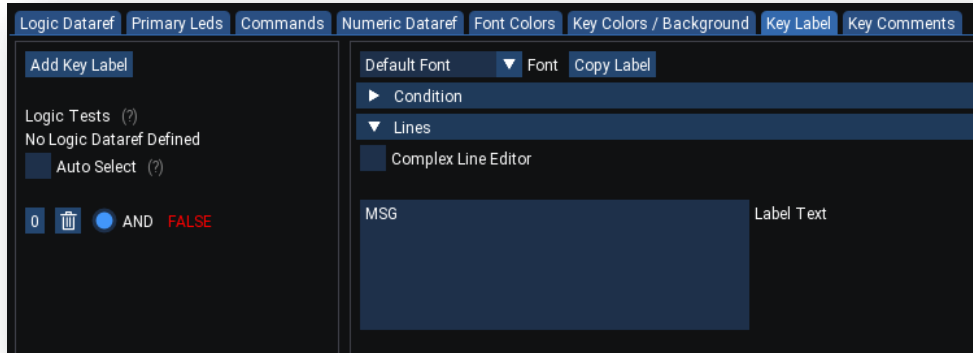 Logic Dataref Primary Leds Commands Numeric Dataref Font Colors Key Colors / Background Key Label Key Comments
Add Key Label
Logic Tests (?)
No Logic Dataref Defined
Auto Select (?)
0 AND FALSE
Default Font Font Copy Label
Condition
Lines
Complex Line Editor
MSG Label Text